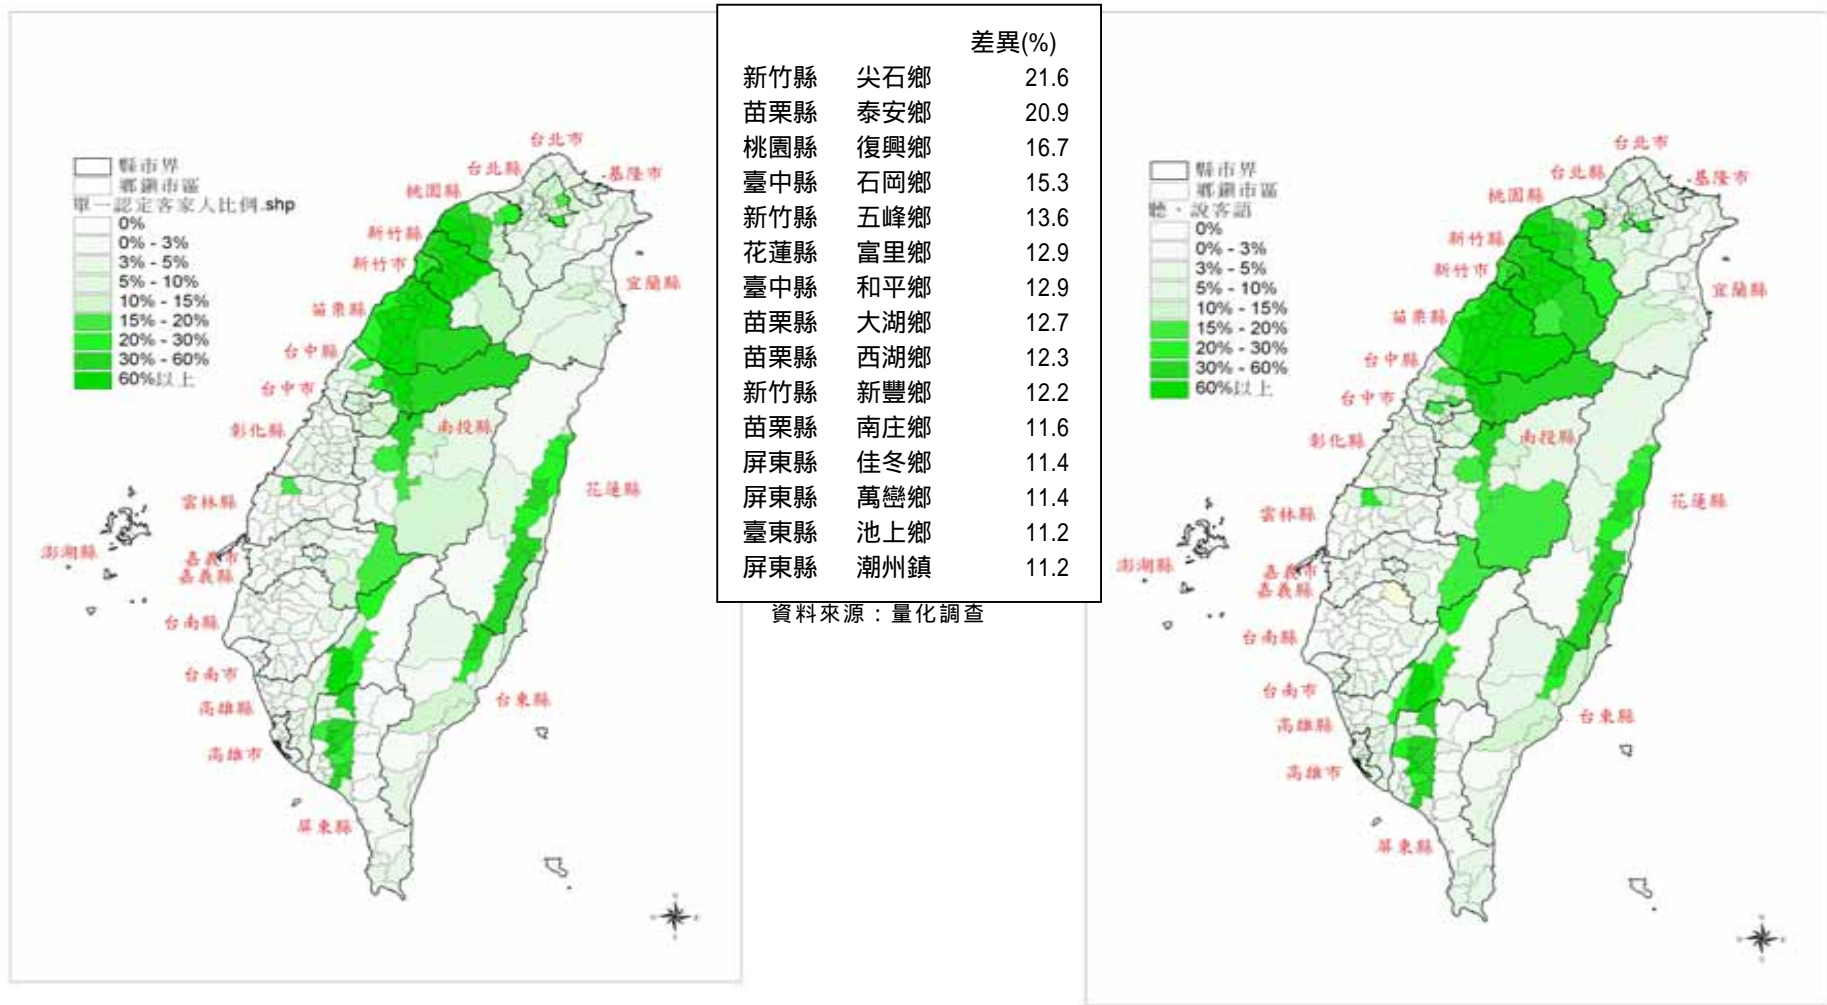 台北市
台北縣
基隆市
桃園縣
新竹縣
新竹市
宜蘭縣
苗栗縣
台中縣
台中市
南投縣
彰化縣
花蓮縣
雲林縣
澎湖縣
嘉義市
嘉義縣
台南縣
台南市
台東縣
高雄縣
高雄市
屏東縣
縣市界
鄉鎮市區
單一認定客家人比例.shp
0%
0% - 3%
3% - 5%
5% - 10%
10% - 15%
15% - 20%
20% - 30%
30% - 60%
60%以上
差異(%)
新竹縣 尖石鄉 21.6
苗栗縣 泰安鄉 20.9
桃園縣 復興鄉 16.7
臺中縣 石岡鄉 15.3
新竹縣 五峰鄉 13.6
花蓮縣 富里鄉 12.9
臺中縣 和平鄉 12.9
苗栗縣 大湖鄉 12.7
苗栗縣 西湖鄉 12.3
新竹縣 新豐鄉 12.2
苗栗縣 南庄鄉 11.6
屏東縣 佳冬鄉 11.4
屏東縣 萬巒鄉 11.4
臺東縣 池上鄉 11.2
屏東縣 潮州鎮 11.2
資料來源：量化調查
台北市
台北縣
基隆市
桃園縣
新竹縣
新竹市
宜蘭縣
苗栗縣
台中縣
台中市
南投縣
彰化縣
花蓮縣
雲林縣
澎湖縣
嘉義市
嘉義縣
台南縣
台南市
台東縣
高雄縣
高雄市
屏東縣
縣市界
鄉鎮市區
聽、說客語
0%
0% - 3%
3% - 5%
5% - 10%
10% - 15%
15% - 20%
20% - 30%
30% - 60%
60%以上